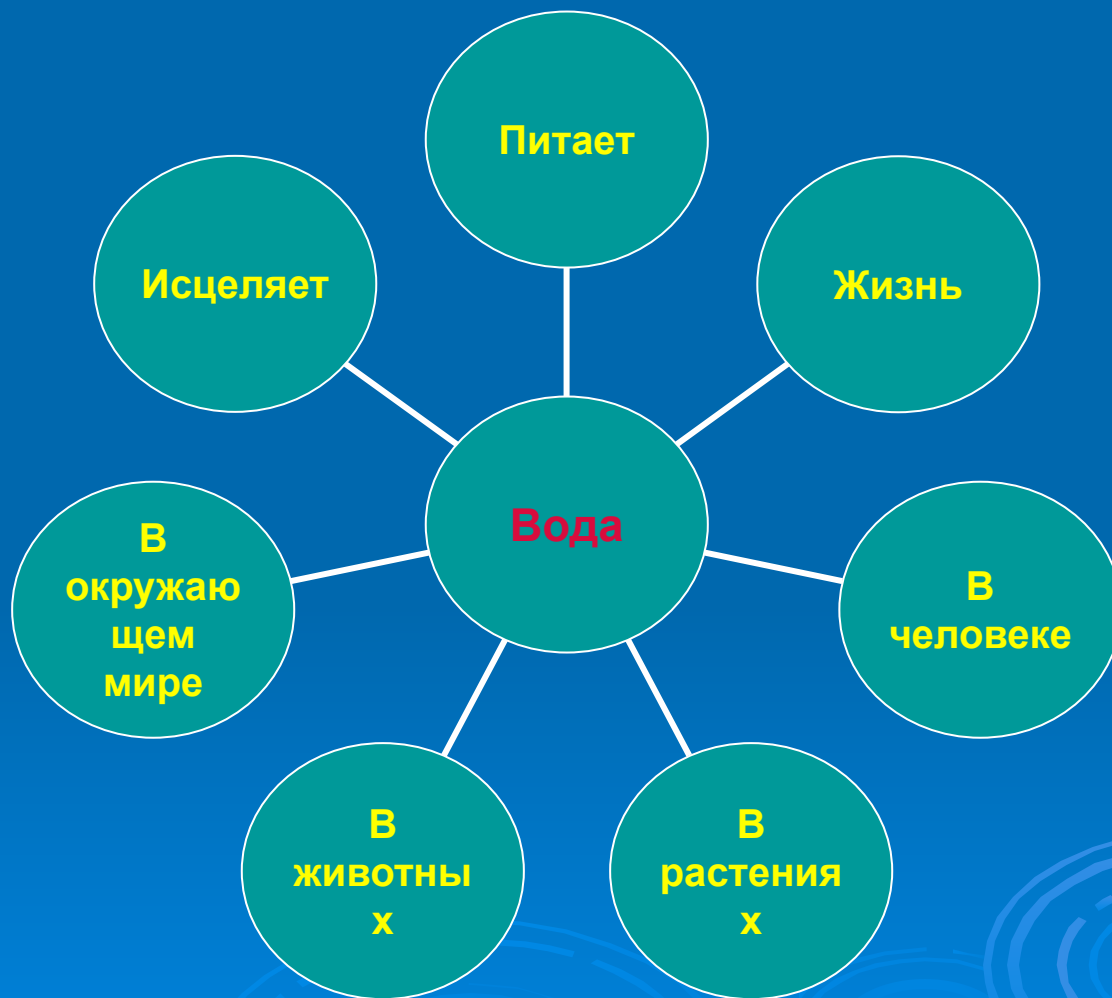 Питает
Исцеляет
Жизнь
Вода
В
окружаю
щем
мире
В
человеке
В
животны
х
В
растения
х